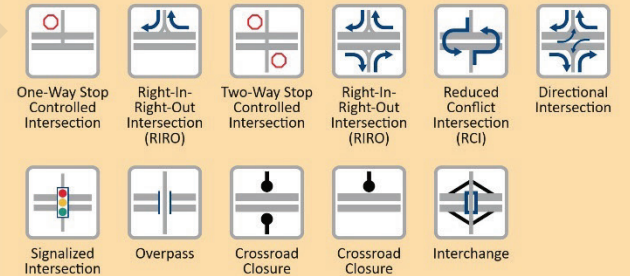 One-Way Stop
Controlled
Intersection
Right-In-
Right-Out
Intersection
(RIRO)
Two-Way Stop
Controlled
Intersection
Right-In-
Right-Out
Intersection
(RIRO)
Reduced
Conflict
Intersection
(RCI)
Directional
Intersection
Signalized
Intersection
Overpass
Crossroad
Closure
Crossroad
Closure
Interchange